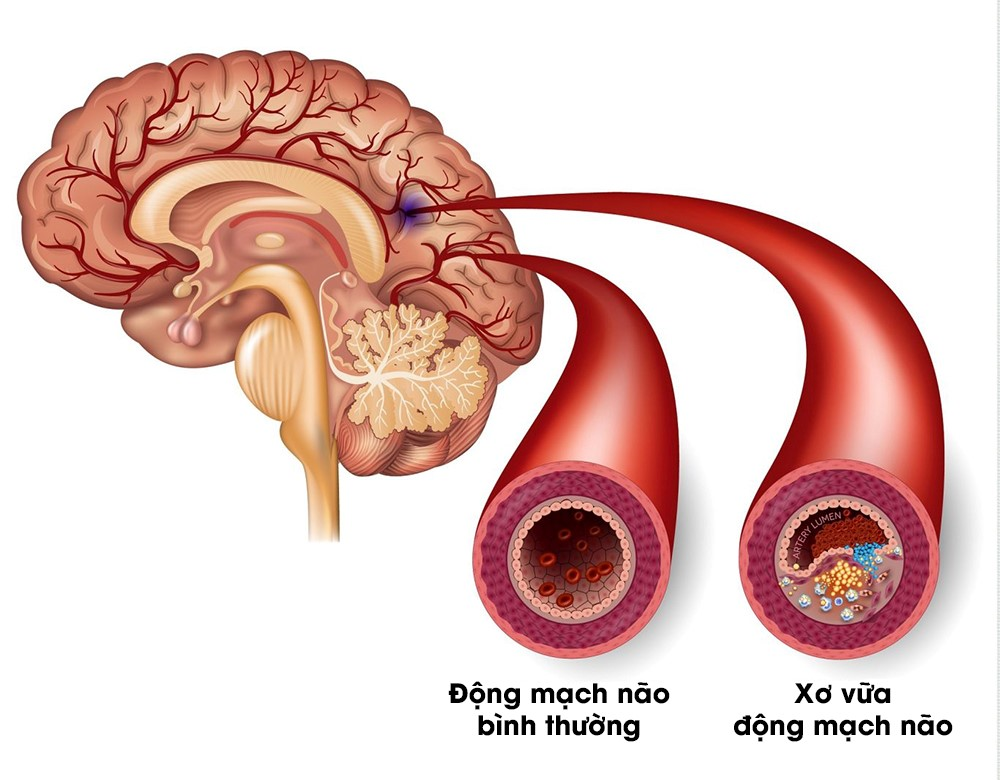 ARTERY LUMEN
Động mạch não
bình thường
Xơ vữa
động mạch não